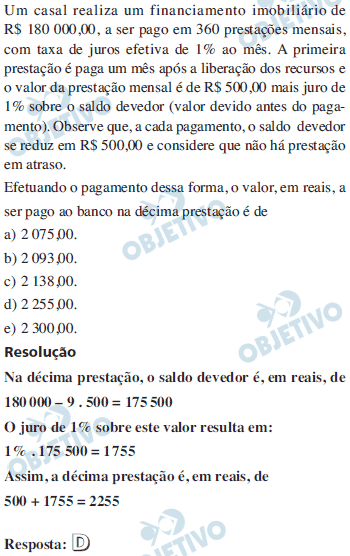 Um casal realiza um financiamento imobiliário de
R$ 180 000,00, a ser pago em 360 prestações mensais,
com taxa de juros efetiva de 1% ao mês. A primeira
prestação é paga um mês após a liberação dos recursos e
o valor da prestação mensal é de R$ 500,00 mais juro de
1% sobre o saldo devedor (valor devido antes do paga-
mento). Observe que, a cada pagamento, o saldo devedor
se reduz em R$ 500,00 e considere que não há prestação
em atraso.
Efetuando o pagamento dessa forma, o valor, em reais, a
ser pago ao banco na décima prestação é de
a) 2 075,00.
b) 2 093,00.
c) 2 138,00.
d) 2 255,00.
e) 2 300,00.
Resolução
Na décima prestação, o saldo devedor é, em reais, de
180 000 – 9 . 500 = 175 500
O juro de 1% sobre este valor resulta em:
1% . 175 500 = 1755
Assim, a décima prestação é, em reais, de
500 + 1755 = 2255
Resposta: D
OBJETIVO
OBJETIVO
OBJETIVO
OBJETIVO
OBJETIVO
OBJETIVO